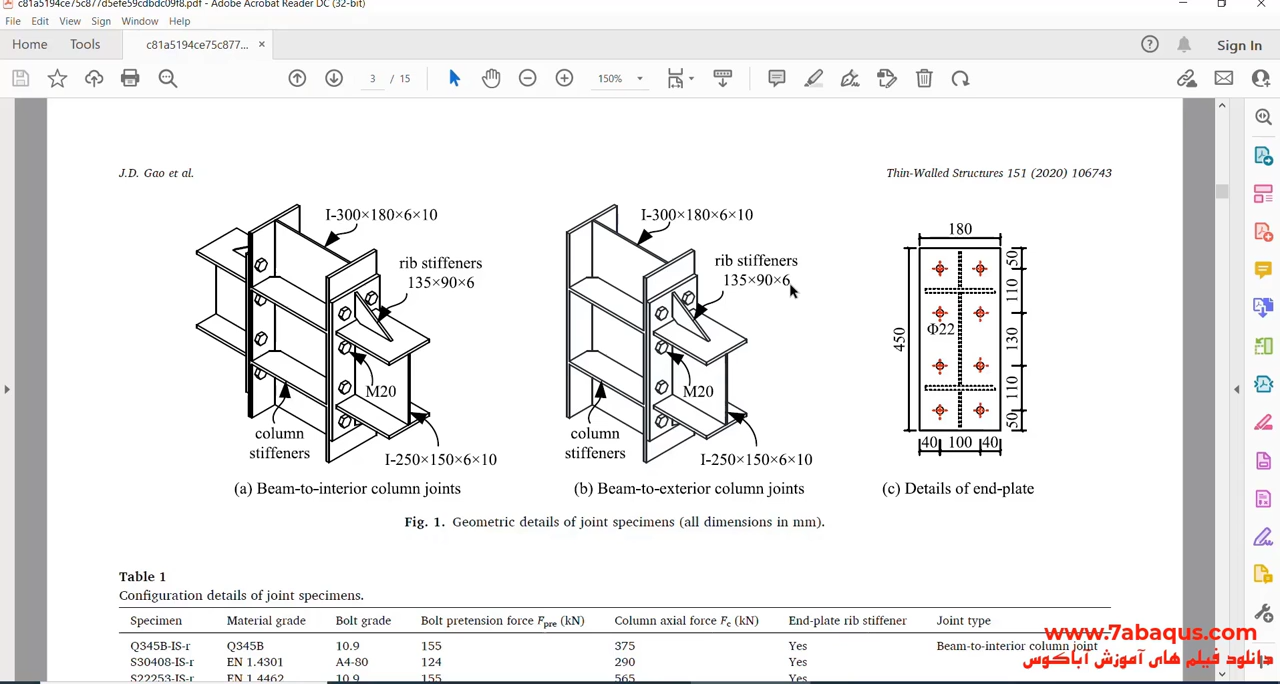 c81a5194ce75c877d5efe59cdbdc09f8.pdf - Adobe Acrobat Reader DC (32-bit)
File Edit View Sign Window Help
Home Tools c81a5194ce75c877... × Sign In
3 / 15 150%
J.D. Gao et al. Thin-Walled Structures 151 (2020) 106743
I-300×180×6×10
rib stiffeners
135×90×6
M20
column
stiffeners
I-250×150×6×10
(a) Beam-to-interior column joints
I-300×180×6×10
rib stiffeners
135×90×6
M20
column
stiffeners
I-250×150×6×10
(b) Beam-to-exterior column joints
180
450
Φ22
50
110
130
110
50
40 100 40
(c) Details of end-plate
Fig. 1. Geometric details of joint specimens (all dimensions in mm).
Table 1
Configuration details of joint specimens.
Specimen Material grade Bolt grade Bolt pretension force Fpre (kN) Column axial force Fc (kN) End-plate rib stiffener Joint type
Q345B-IS-r Q345B 10.9 155 375 Yes Beam-to-interior column joint
S30408-IS-r EN 1.4301 A4-80 124 290 Yes
S22253-IS-r EN 1.4462 10.9 155 565 Yes
www.7abaqus.com
دانلود فیلم های آموزش آباکوس